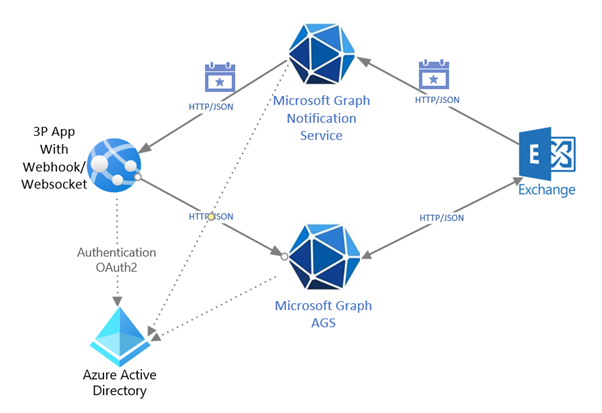 HTTP/JSON
HTTP/JSON
Microsoft Graph
Notification
Service
3P App
With
Webhook/
Websocket
E
Exchange
HTTP/JSON
HTTP/JSON
Authentication
OAuth2
Microsoft Graph
AGS
Azure Active
Directory